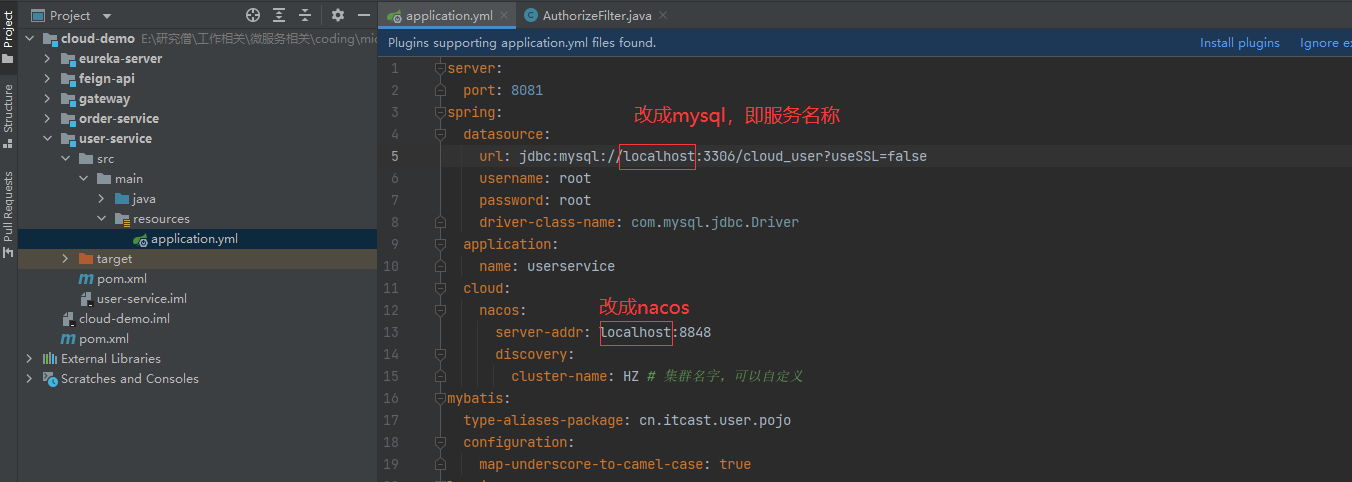 Project
application.yml
AuthorizeFilter.java
Project
Structure
Pull Requests
cloud-demo E:\研究僧\工作相关\微服务相关\coding\mic
eureka-server
feign-api
gateway
order-service
user-service
src
main
java
resources
application.yml
target
pom.xml
user-service.iml
cloud-demo.iml
pom.xml
External Libraries
Scratches and Consoles
Plugins supporting application.yml files found.
Install plugins
Ignore ex
1 server:
2 port: 8081
3 spring:
改成mysql，即服务名称
4 datasource:
5 url: jdbc:mysql://localhost:3306/cloud_user?useSSL=false
6 username: root
7 password: root
8 driver-class-name: com.mysql.jdbc.Driver
9 application:
10 name: userservice
11 cloud:
12 nacos:
改成nacos
13 server-addr: localhost:8848
14 discovery:
15 cluster-name: HZ # 集群名字，可以自定义
16 mybatis:
17 type-aliases-package: cn.itcast.user.pojo
18 configuration:
19 map-underscore-to-camel-case: true